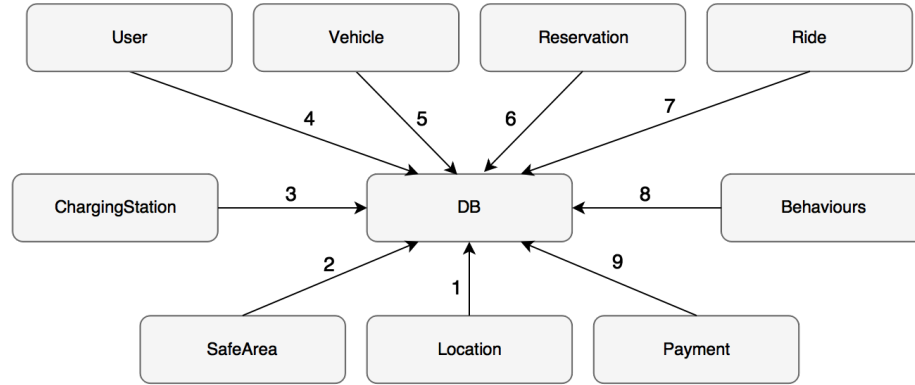 User
Vehicle
Reservation
Ride
4
5
6
7
ChargingStation
3
DB
8
Behaviours
2
1
9
SafeArea
Location
Payment